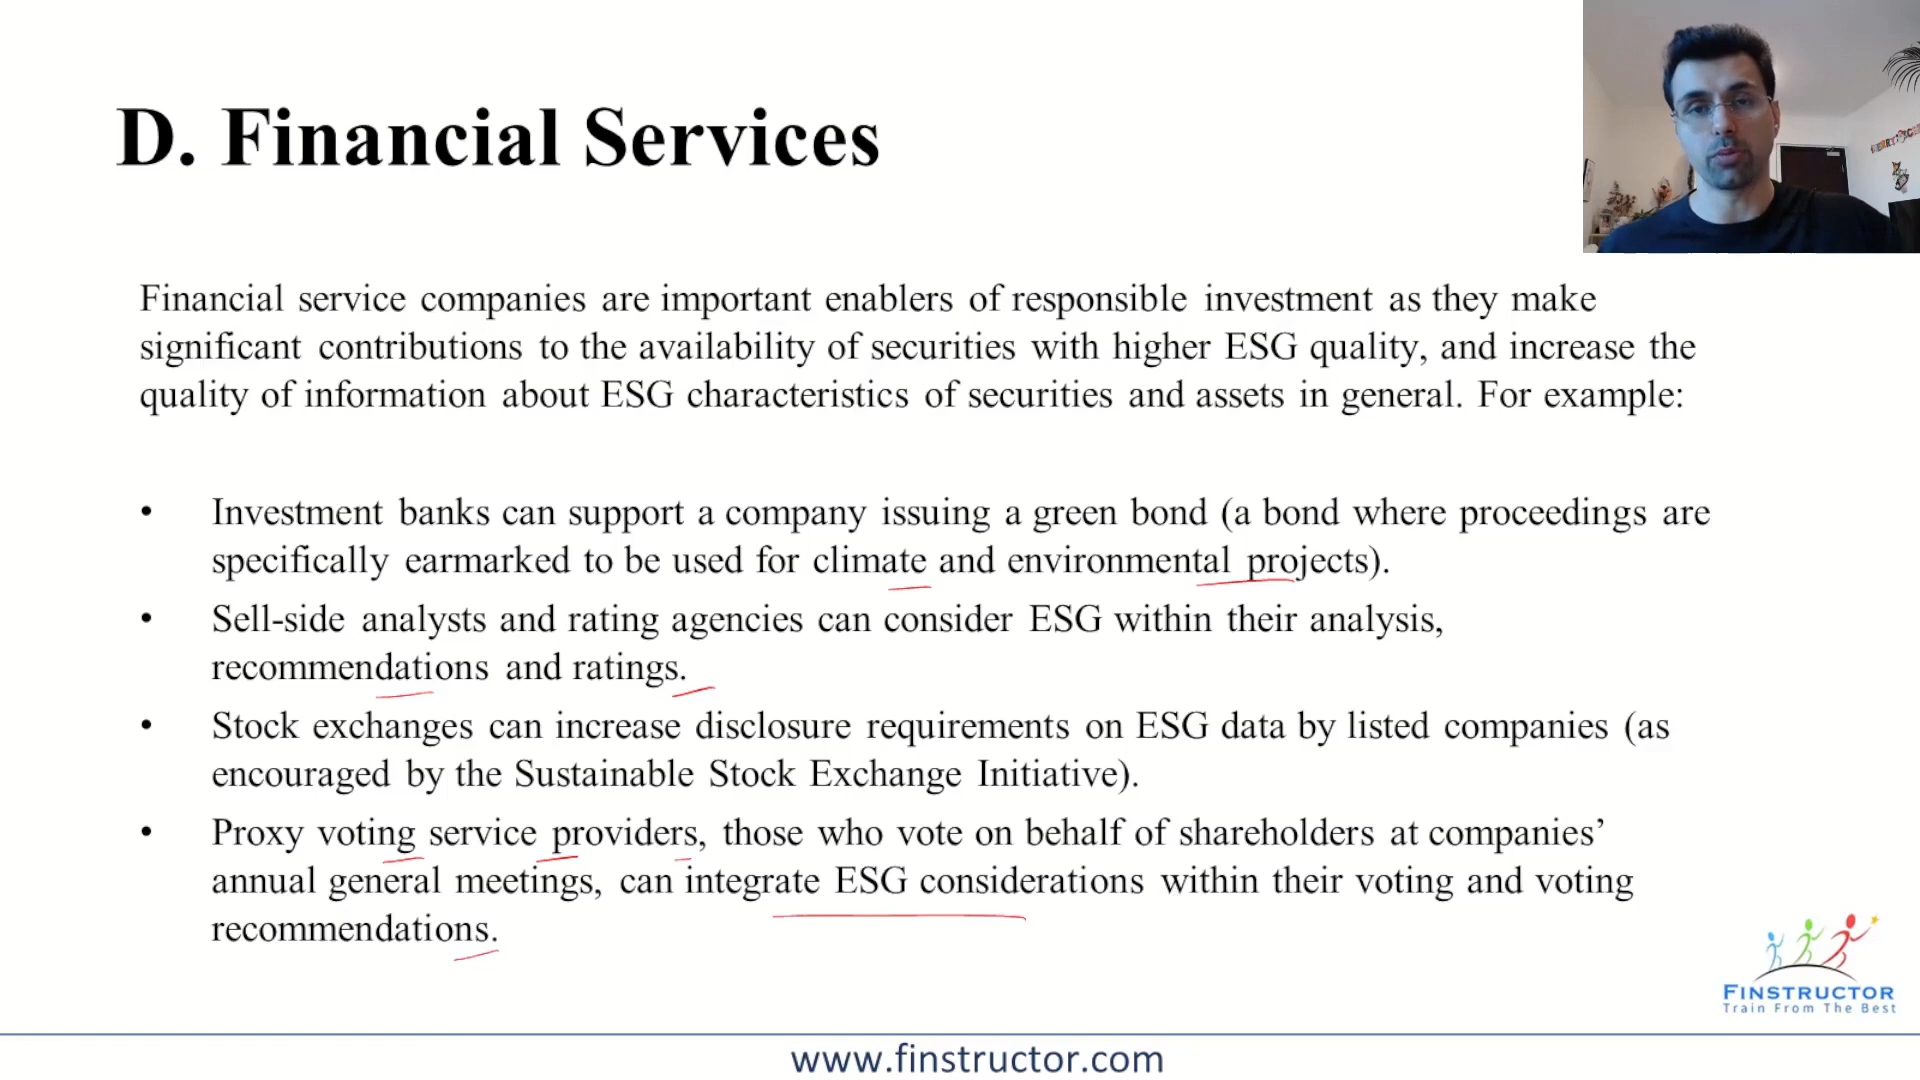 D. Financial Services
Financial service companies are important enablers of responsible investment as they make
significant contributions to the availability of securities with higher ESG quality, and increase the
quality of information about ESG characteristics of securities and assets in general. For example:
• Investment banks can support a company issuing a green bond (a bond where proceedings are
specifically earmarked to be used for climate and environmental projects).
• Sell-side analysts and rating agencies can consider ESG within their analysis,
recommendations and ratings.
• Stock exchanges can increase disclosure requirements on ESG data by listed companies (as
encouraged by the Sustainable Stock Exchange Initiative).
• Proxy voting service providers, those who vote on behalf of shareholders at companies’
annual general meetings, can integrate ESG considerations within their voting and voting
recommendations.
FINSTRUCTOR
Train From The Best
www.finstructor.com